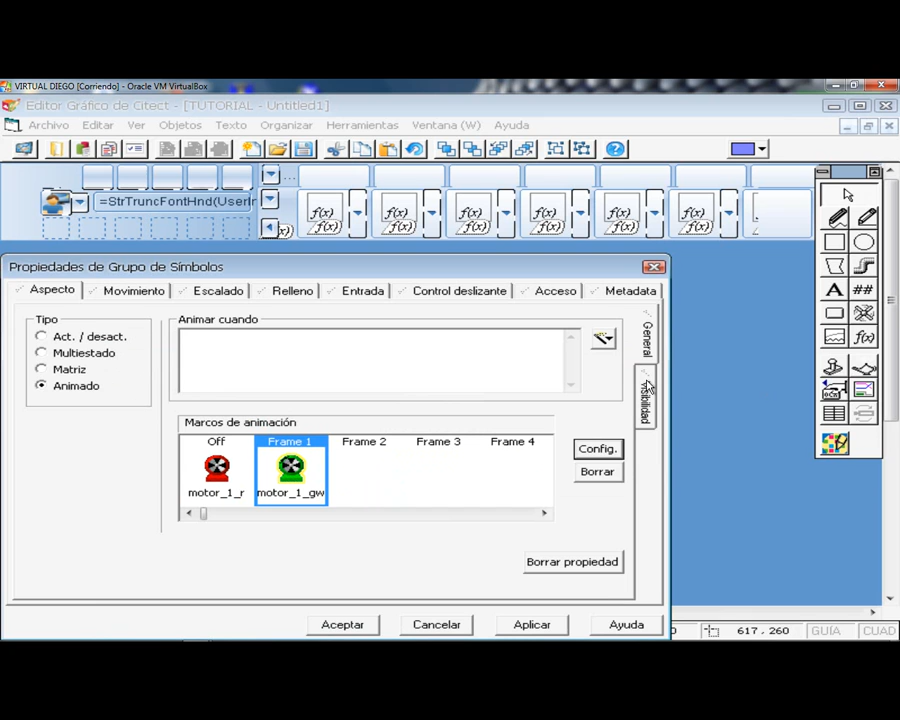 VIRTUAL DIEGO [Corriendo] - Oracle VM VirtualBox
Editor Gráfico de Citect - [TUTORIAL - Untitled1]
Archivo Editar Ver Objetos Texto Organizar Herramientas Ventana (W) Ayuda
=StrTruncFontHnd(UserIr
f(x) f(x) f(x) f(x) f(x) f(x)
(x) f(x) f(x) f(x) f(x) f(x) f(x)
Propiedades de Grupo de Símbolos
Aspecto Movimiento Escalado Relleno Entrada Control deslizante Acceso Metadata
Tipo
Act. / desact.
Multiestado
Matriz
Animado
Animar cuando
General
Visibilidad
Marcos de animación
Off Frame 1 Frame 2 Frame 3 Frame 4
motor_1_r motor_1_gw
Config.
Borrar
Borrar propiedad
Aceptar Cancelar Aplicar Ayuda
A ##
f(x)
0 617 , 260 GUÍA CUAD